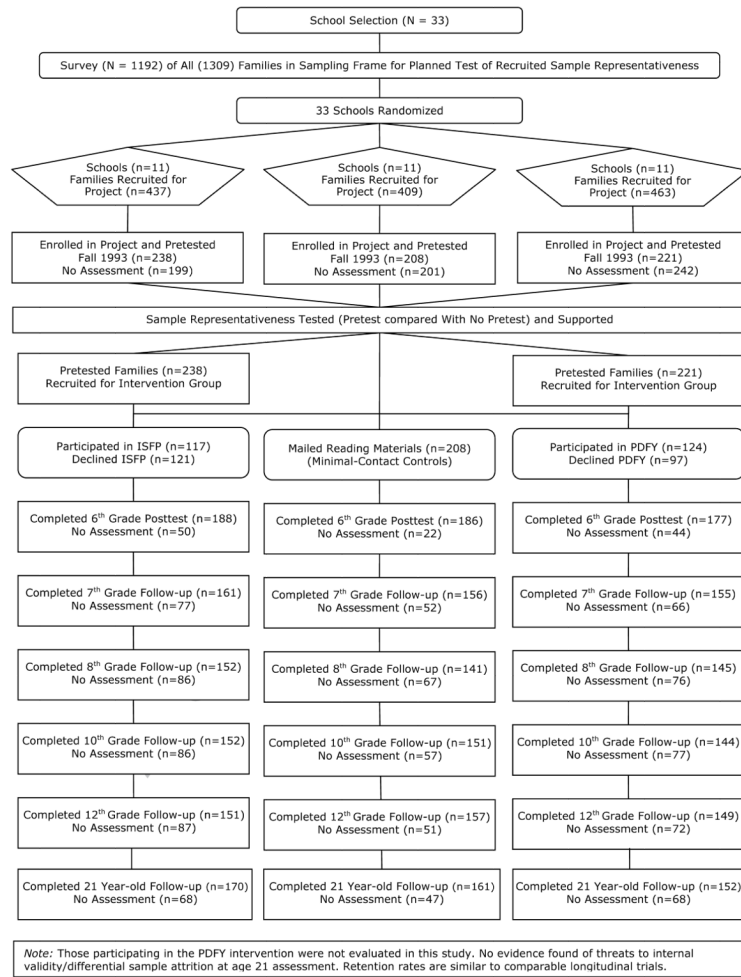 School Selection (N = 33)
Survey (N = 1192) of All (1309) Families in Sampling Frame for Planned Test of Recruited Sample Representativeness
33 Schools Randomized
Schools (n=11)
Families Recruited for
Project (n=437)
Schools (n=11)
Families Recruited for
Project (n=409)
Schools (n=11)
Families Recruited for
Project (n=463)
Enrolled in Project and Pretested
Fall 1993 (n=238)
No Assessment (n=199)
Enrolled in Project and Pretested
Fall 1993 (n=208)
No Assessment (n=201)
Enrolled in Project and Pretested
Fall 1993 (n=221)
No Assessment (n=242)
Sample Representativeness Tested (Pretest compared With No Pretest) and Supported
Pretested Families (n=238)
Recruited for Intervention Group
Pretested Families (n=221)
Recruited for Intervention Group
Participated in ISFP (n=117)
Declined ISFP (n=121)
Mailed Reading Materials (n=208)
(Minimal-Contact Controls)
Participated in PDFY (n=124)
Declined PDFY (n=97)
Completed 6th Grade Posttest (n=188)
No Assessment (n=50)
Completed 6th Grade Posttest (n=186)
No Assessment (n=22)
Completed 6th Grade Posttest (n=177)
No Assessment (n=44)
Completed 7th Grade Follow-up (n=161)
No Assessment (n=77)
Completed 7th Grade Follow-up (n=156)
No Assessment (n=52)
Completed 7th Grade Follow-up (n=155)
No Assessment (n=66)
Completed 8th Grade Follow-up (n=152)
No Assessment (n=86)
Completed 8th Grade Follow-up (n=141)
No Assessment (n=67)
Completed 8th Grade Follow-up (n=145)
No Assessment (n=76)
Completed 10th Grade Follow-up (n=152)
No Assessment (n=86)
Completed 10th Grade Follow-up (n=151)
No Assessment (n=57)
Completed 10th Grade Follow-up (n=144)
No Assessment (n=77)
Completed 12th Grade Follow-up (n=151)
No Assessment (n=87)
Completed 12th Grade Follow-up (n=157)
No Assessment (n=51)
Completed 12th Grade Follow-up (n=149)
No Assessment (n=72)
Completed 21 Year-old Follow-up (n=170)
No Assessment (n=68)
Completed 21 Year-old Follow-up (n=161)
No Assessment (n=47)
Completed 21 Year-old Follow-up (n=152)
No Assessment (n=68)
Note: Those participating in the PDFY intervention were not evaluated in this study. No evidence found of threats to internal
validity/differential sample attrition at age 21 assessment. Retention rates are similar to comparable longitudinal trials.